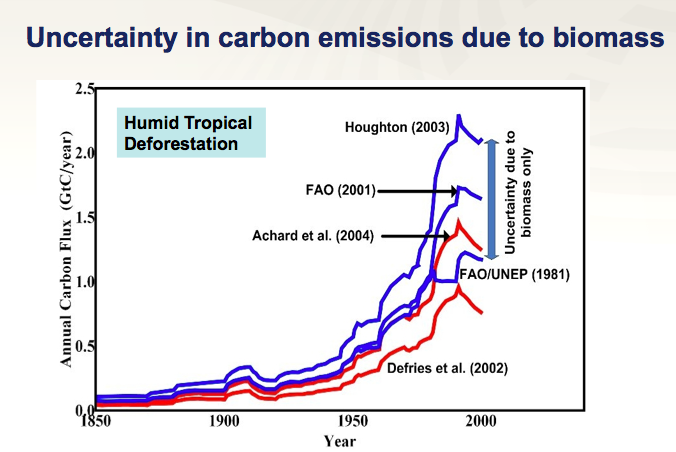 Uncertainty in carbon emissions due to biomass
Humid Tropical
Deforestation
Annual Carbon Flux (GtC/year)
2.5
2.0
1.5
1.0
0.5
0.0
Houghton (2003)
FAO (2001)
Achard et al. (2004)
FAO/UNEP (1981)
Defries et al. (2002)
Uncertainty due to
biomass only
1850
1900
1950
2000
Year